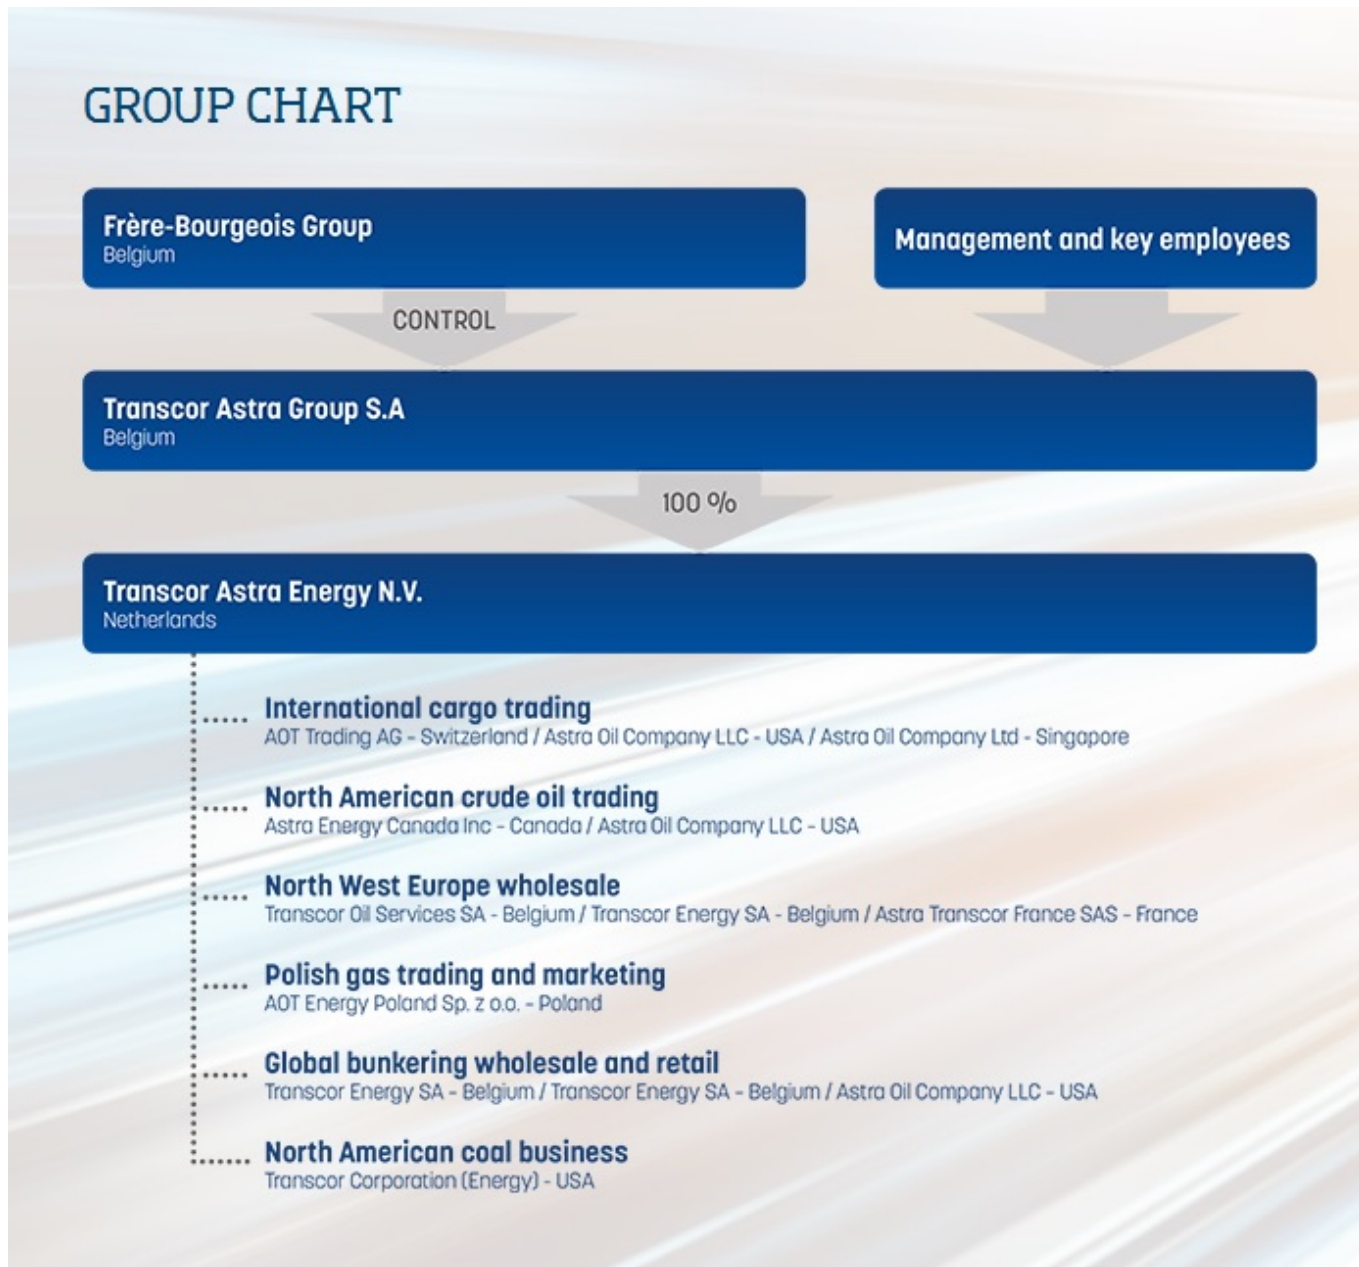 GROUP CHART
Frère-Bourgeois Group
Belgium
Management and key employees
CONTROL
Transcor Astra Group S.A
Belgium
100 %
Transcor Astra Energy N.V.
Netherlands
International cargo trading
AOT Trading AG - Switzerland / Astra Oil Company LLC - USA / Astra Oil Company Ltd - Singapore
North American crude oil trading
Astra Energy Canada Inc - Canada / Astra Oil Company LLC - USA
North West Europe wholesale
Transcor Oil Services SA - Belgium / Transcor Energy SA - Belgium / Astra Transcor France SAS - France
Polish gas trading and marketing
AOT Energy Poland Sp. z o.o. - Poland
Global bunkering wholesale and retail
Transcor Energy SA - Belgium / Transcor Energy SA - Belgium / Astra Oil Company LLC - USA
North American coal business
Transcor Corporation (Energy) - USA